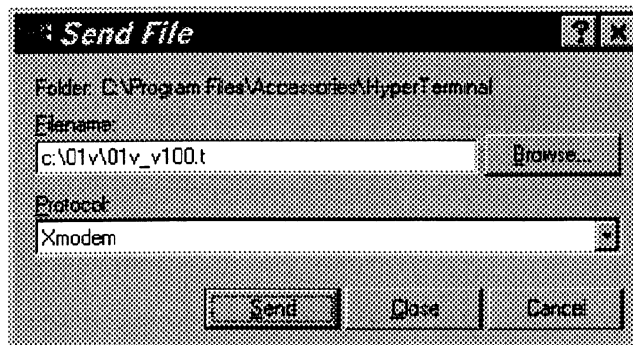 Send File
Folder: C:\Program Files\Accessories\HyperTerminal
Filename:
c:\01v\01v_v100.t
Browse...
Protocol:
Xmodem
Send Close Cancel